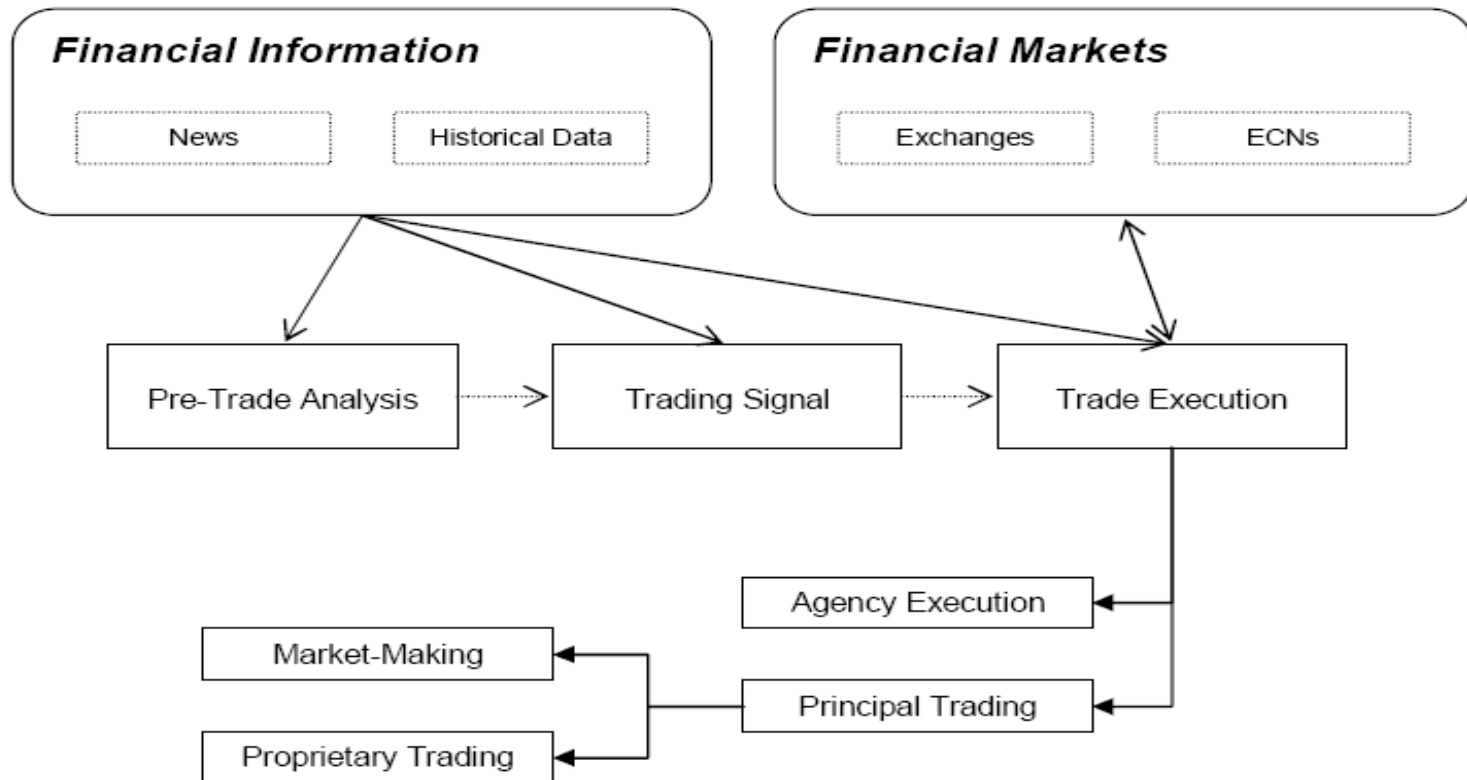 Financial Information
Financial Markets
News
Historical Data
Exchanges
ECNs
Pre-Trade Analysis
Trading Signal
Trade Execution
Agency Execution
Market-Making
Principal Trading
Proprietary Trading